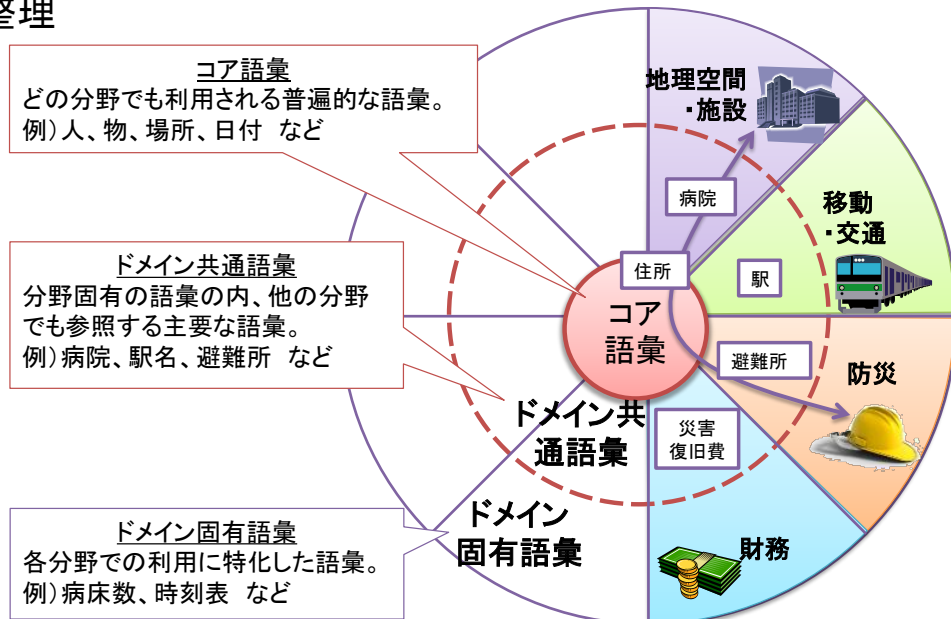 整理
コア語彙
どの分野でも利用される普遍的な語彙。
例）人、物、場所、日付　など
ドメイン共通語彙
分野固有の語彙の内、他の分野
でも参照する主要な語彙。
例）病院、駅名、避難所　など
ドメイン固有語彙
各分野での利用に特化した語彙。
例）病床数、時刻表　など
地理空間
・施設
病院
移動
・交通
住所
駅
コア
語彙
避難所
防災
ドメイン共
通語彙
災害
復旧費
ドメイン
固有語彙
財務